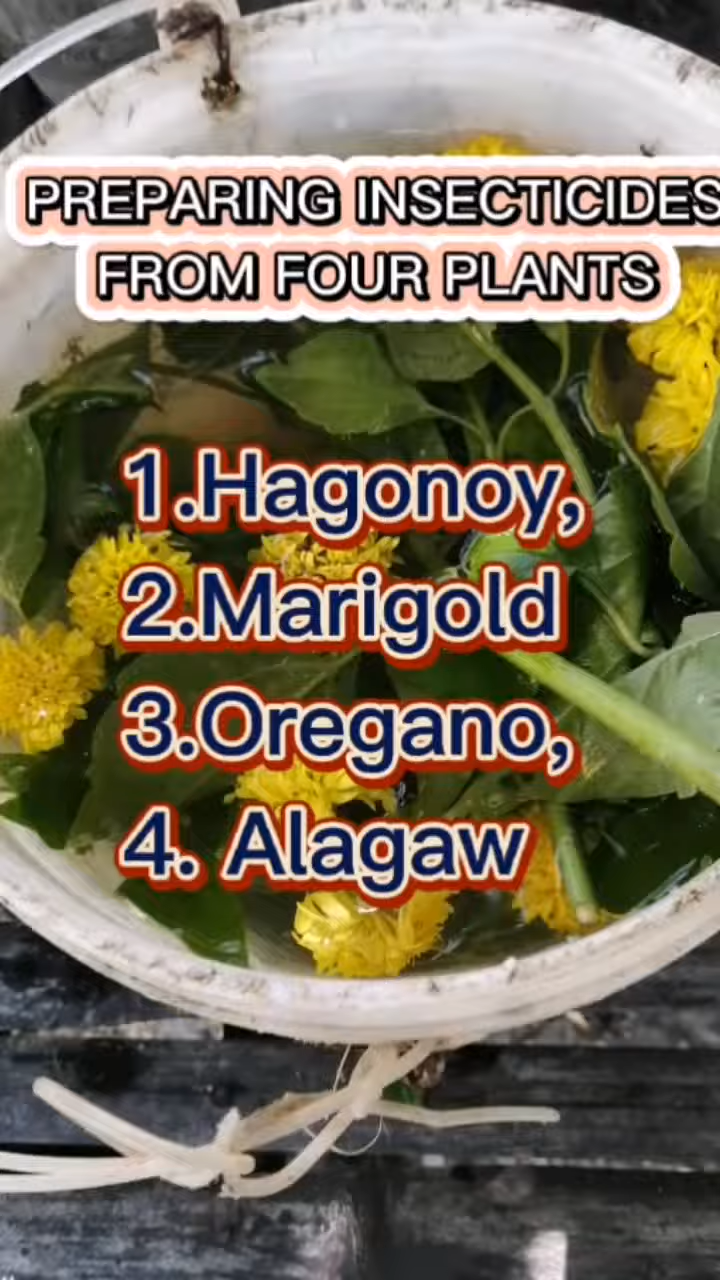 PREPARING INSECTICIDES
FROM FOUR PLANTS
1.Hagonoy,
2.Marigold
3.Oregano,
4. Alagaw